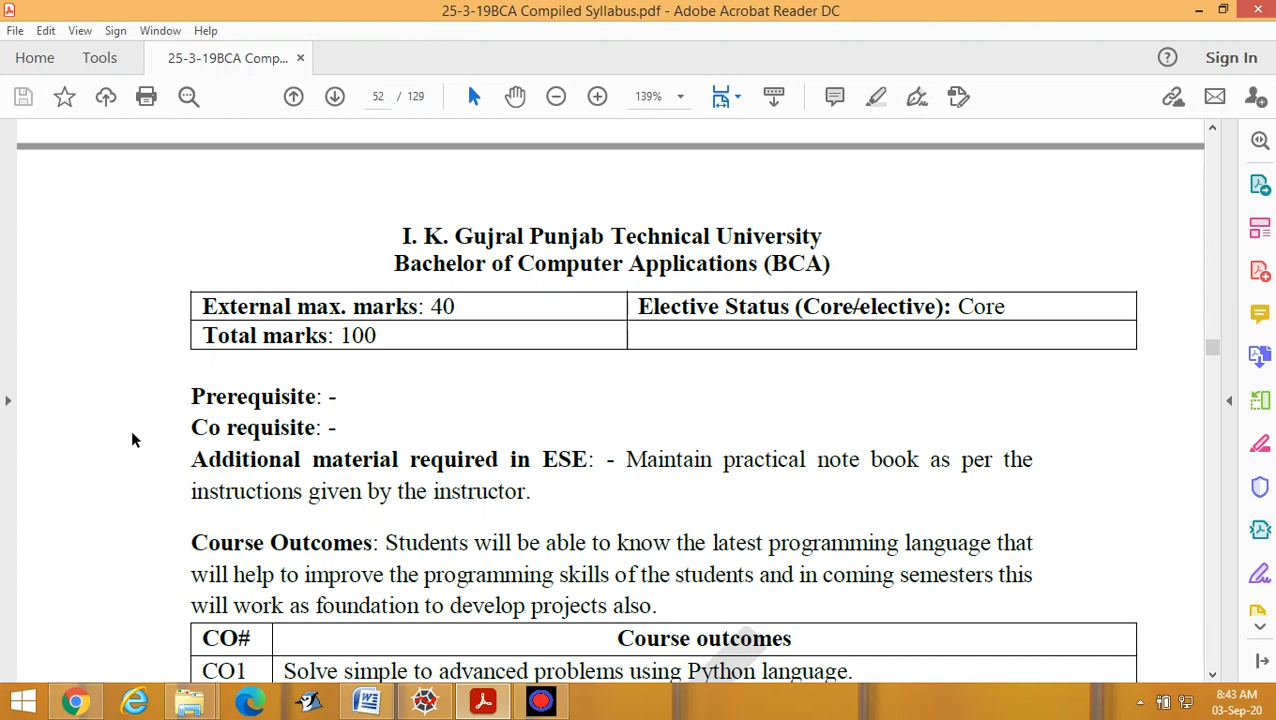 25-3-19BCA Compiled Syllabus.pdf - Adobe Acrobat Reader DC
File Edit View Sign Window Help
Home Tools 25-3-19BCA Comp... × Sign In
52 / 129 139%
I. K. Gujral Punjab Technical University
Bachelor of Computer Applications (BCA)
External max. marks: 40 Elective Status (Core/elective): Core
Total marks: 100
Prerequisite: -
Co requisite: -
Additional material required in ESE: - Maintain practical note book as per the
instructions given by the instructor.
Course Outcomes: Students will be able to know the latest programming language that
will help to improve the programming skills of the students and in coming semesters this
will work as foundation to develop projects also.
CO# Course outcomes
CO1 Solve simple to advanced problems using Python language.
8:43 AM
03-Sep-20